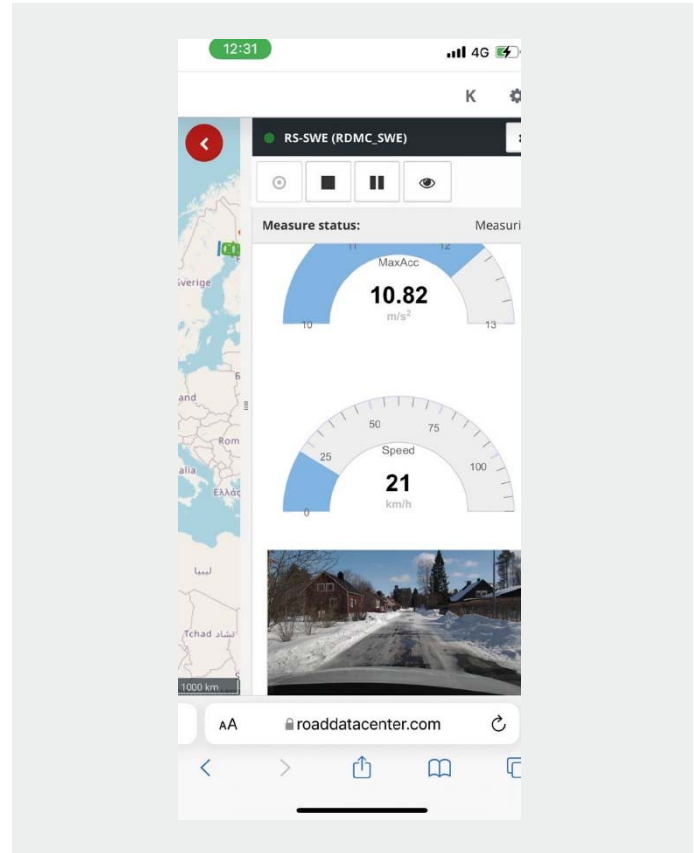 12:31
4G
K
RS-SWE (RDMC_SWE)
Measure status:
Measuri
11
12
MaxAcc
10.82
m/s²
10
13
Sverige
and
Rom
alia
Ελλάς
ليبيا
Tchad تشاد
1000 km
50
75
25
Speed
100
21
km/h
0
AA
roaddatacenter.com